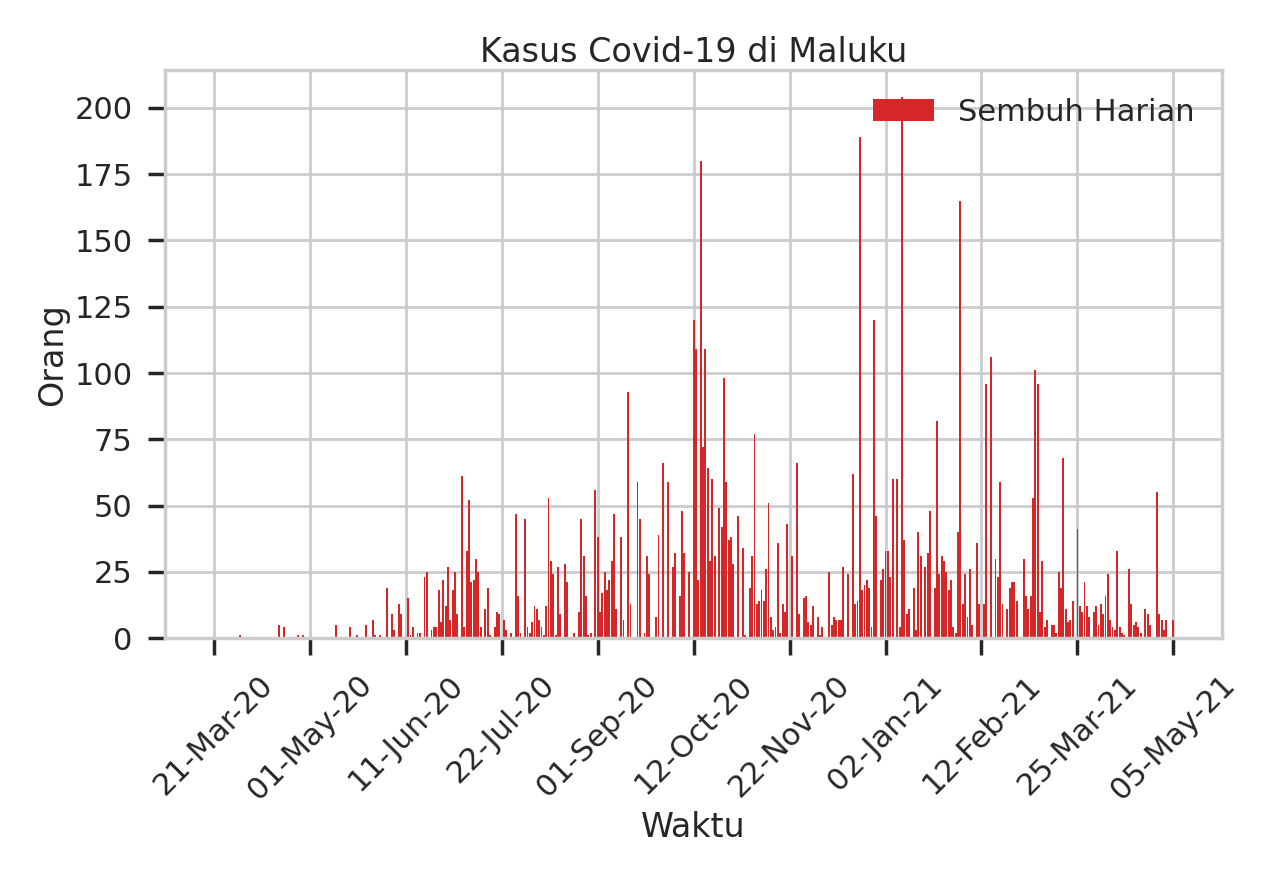 Kasus Covid-19 di Maluku
Sembuh Harian
Orang
200
175
150
125
100
75
50
25
0
21-Mar-20
01-May-20
11-Jun-20
22-Jul-20
01-Sep-20
12-Oct-20
22-Nov-20
02-Jan-21
12-Feb-21
25-Mar-21
05-May-21
Waktu